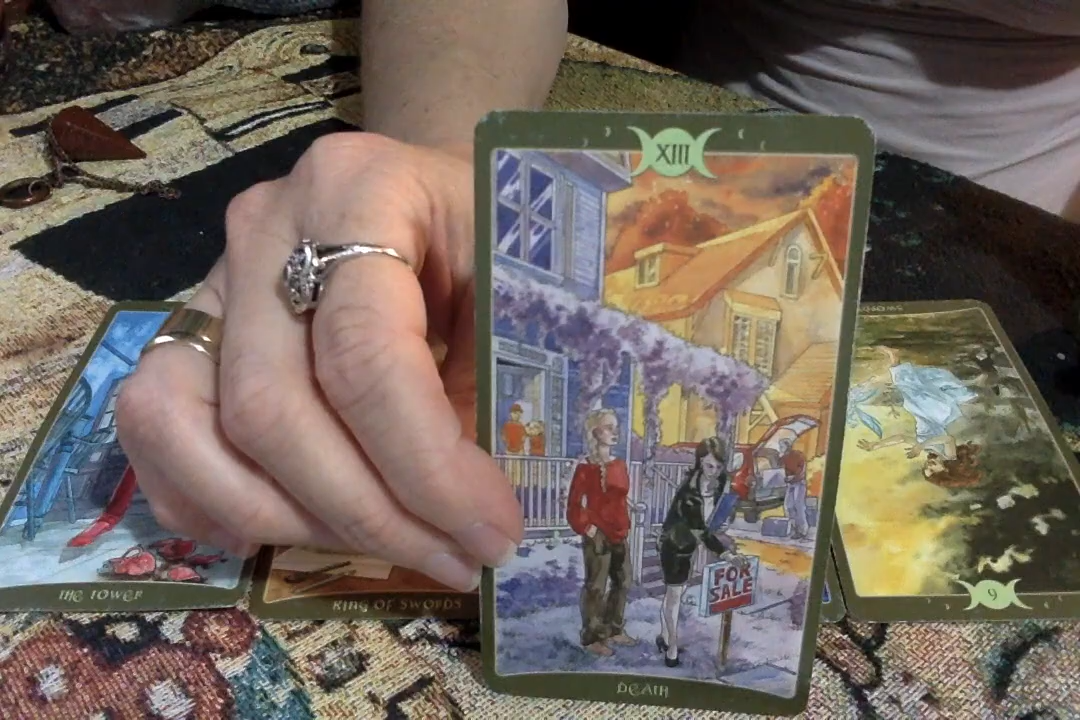 XIII
FOR
SALE
DEATH
THE TOWER
KING OF SWORDS
9